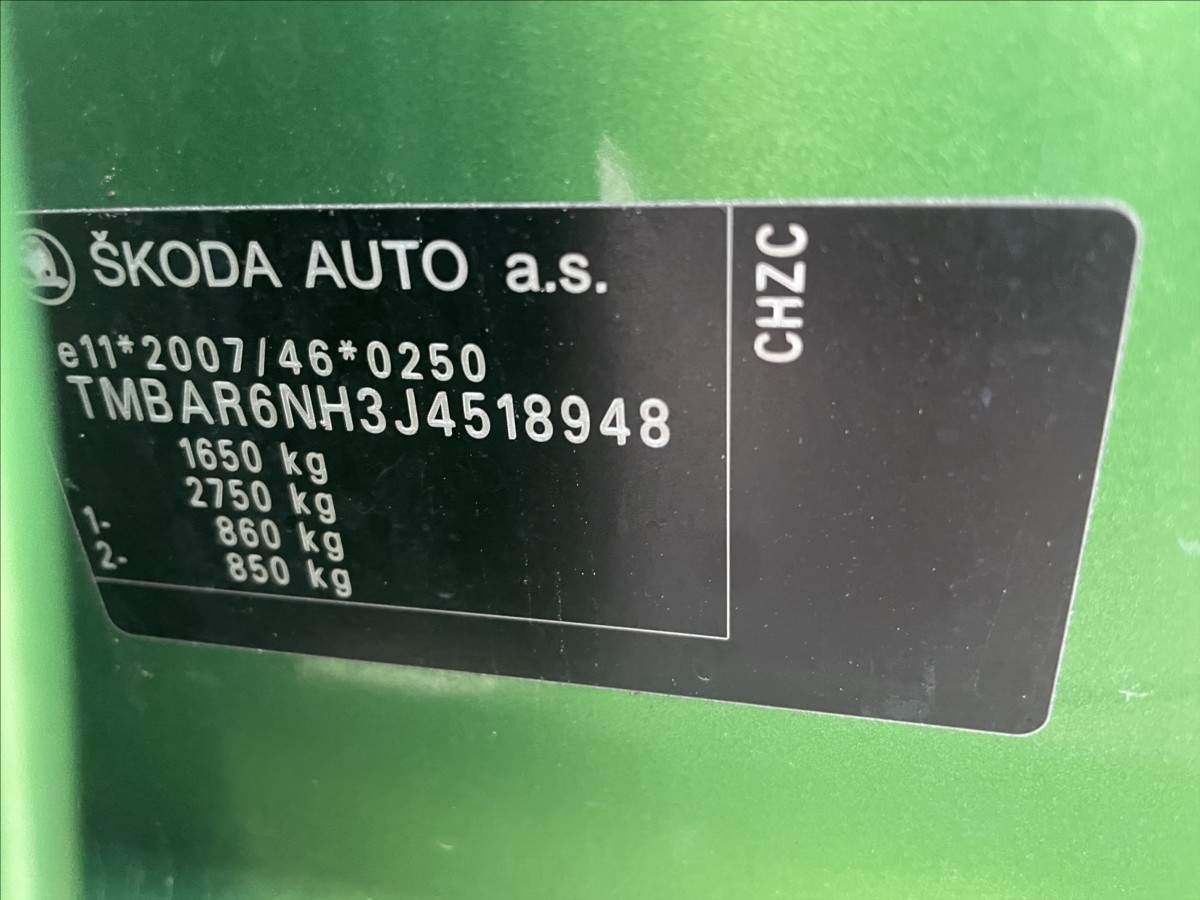 ŠKODA AUTO a.s.
e11*2007/46*0250
TMBAR6NH3J4518948
1650 kg
2750 kg
1- 860 kg
2- 850 kg
CHZC